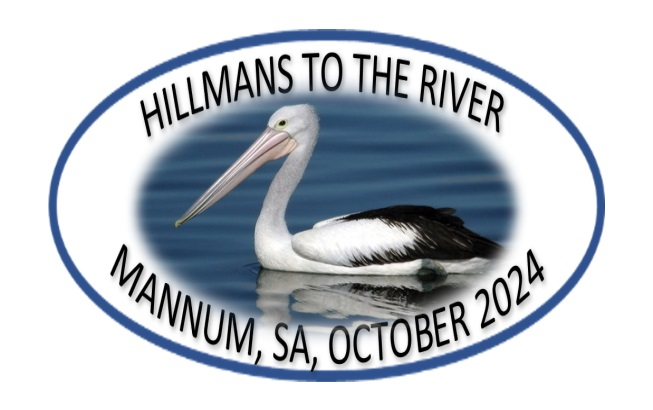 HILLMANS TO THE RIVER
MANNUM, SA, OCTOBER 2024